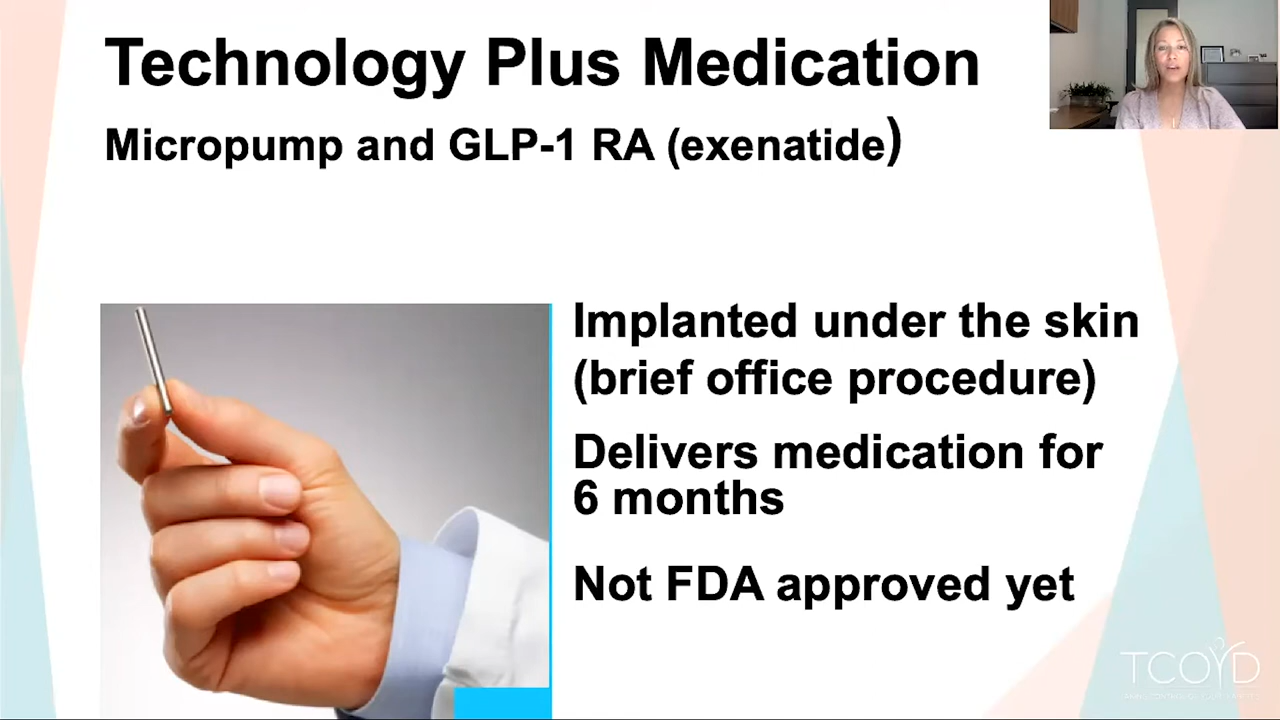 Technology Plus Medication
Micropump and GLP-1 RA (exenatide)
Implanted under the skin
(brief office procedure)
Delivers medication for
6 months
Not FDA approved yet
TCOYD